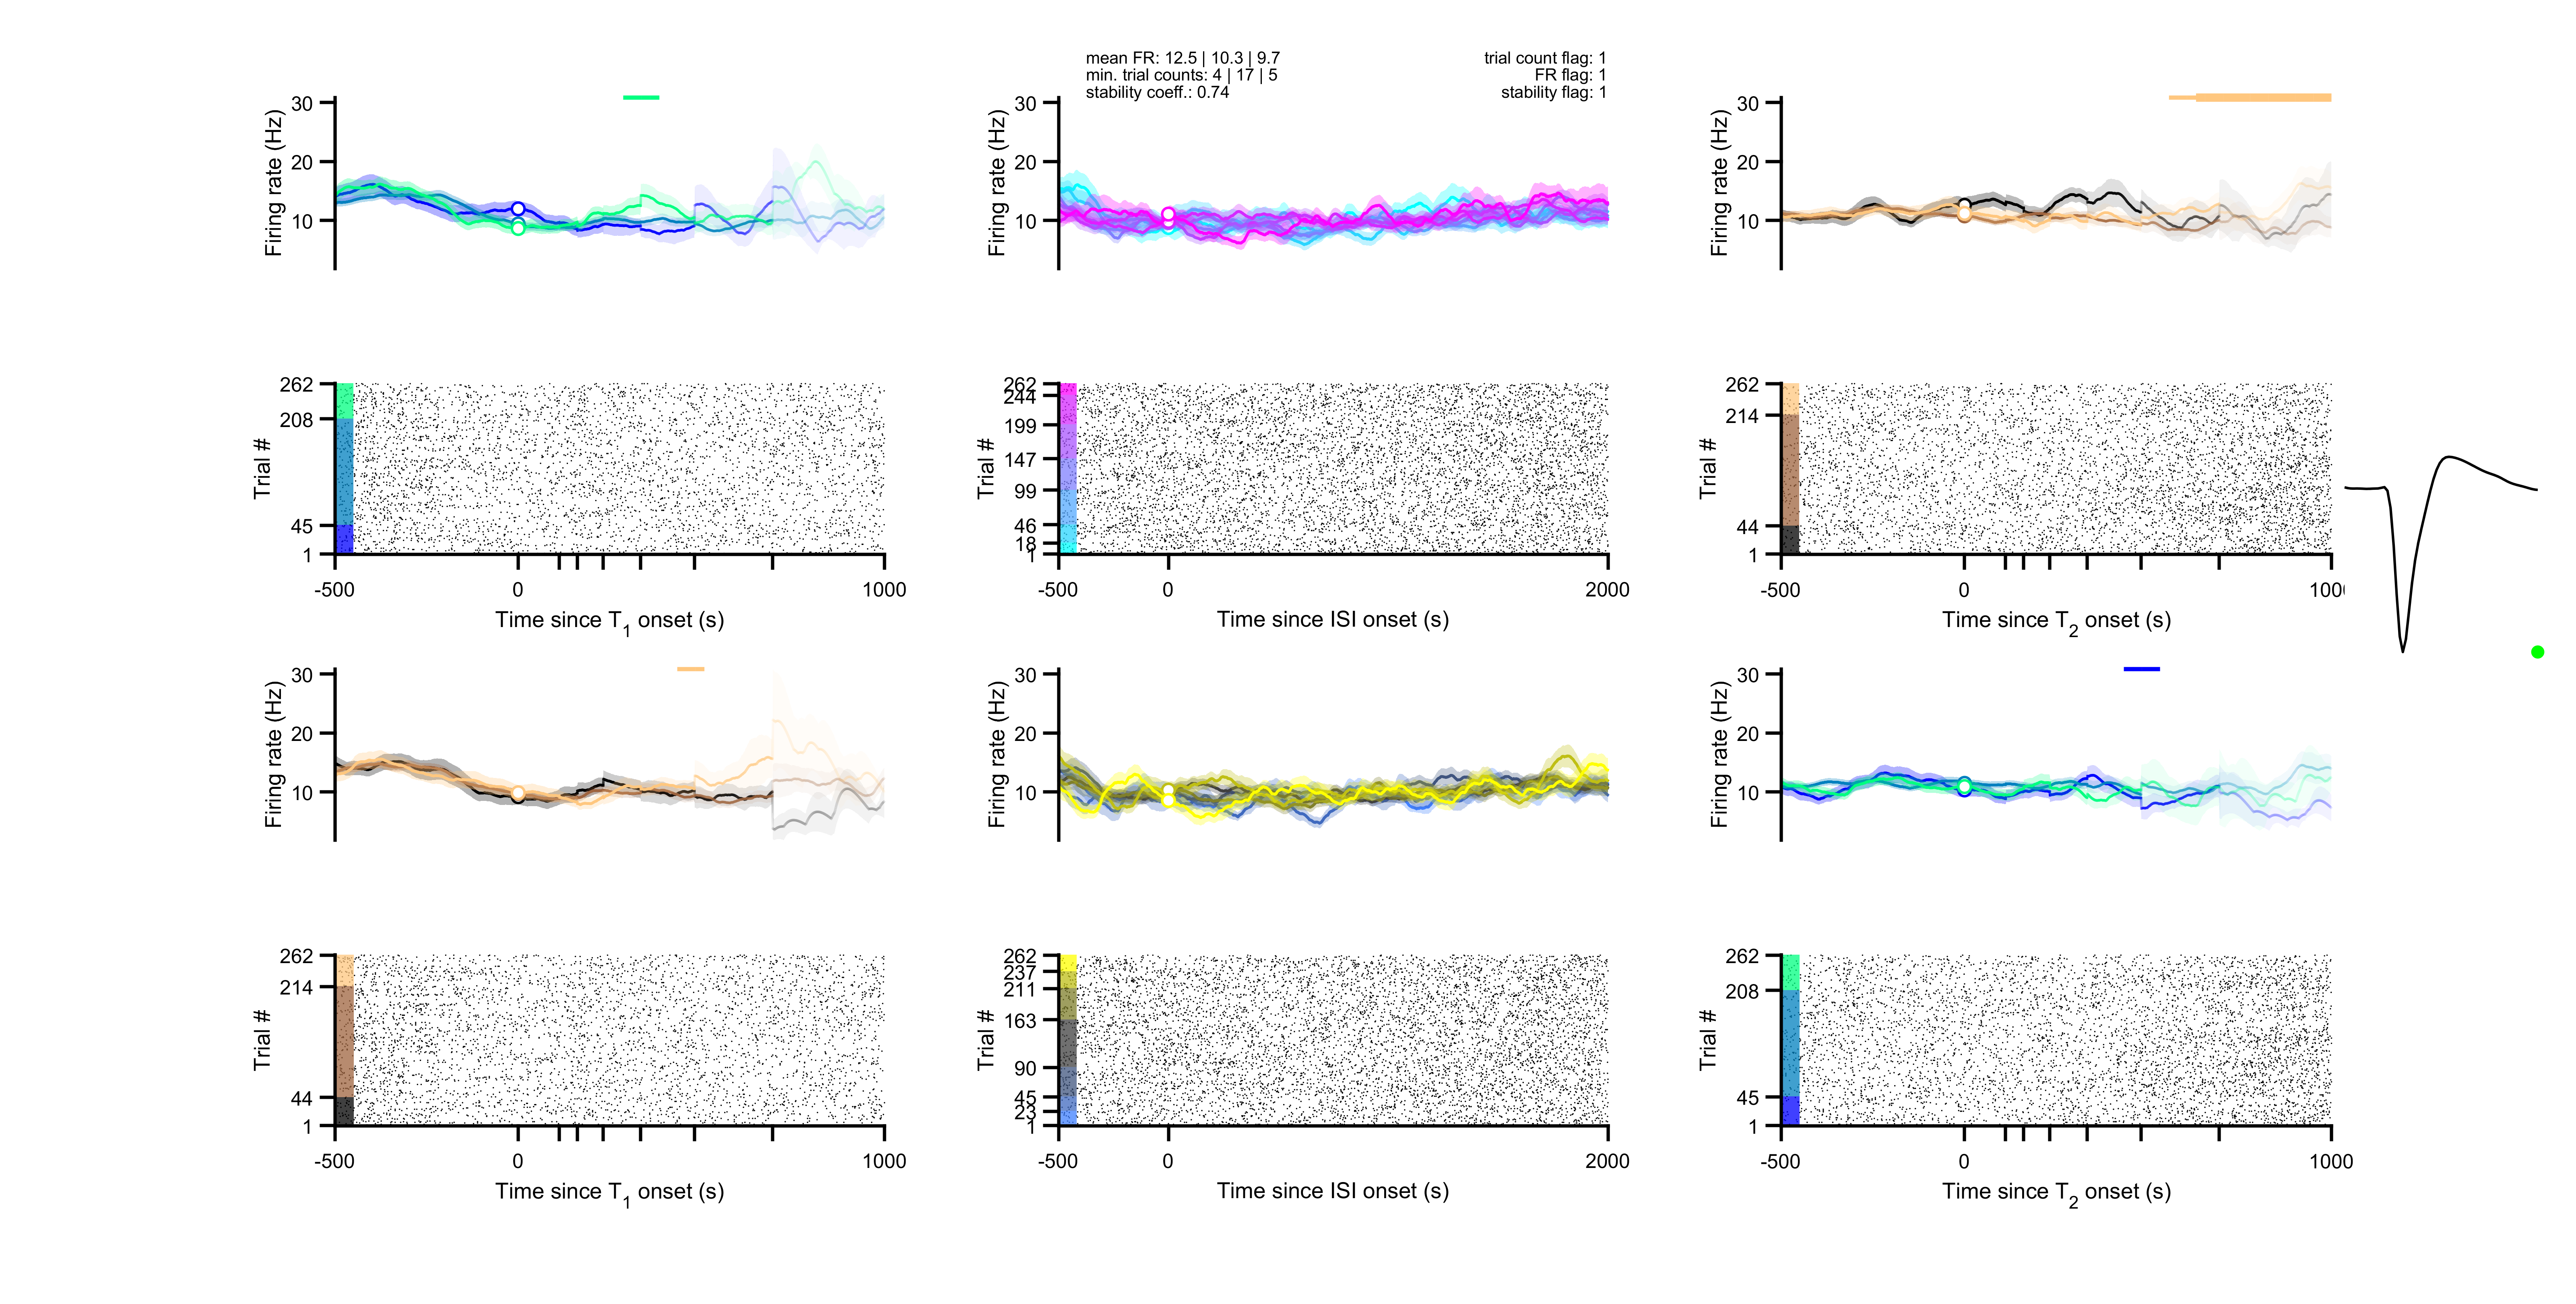 mean FR: 12.5 | 10.3 | 9.7
min. trial counts: 4 | 17 | 5
stability coeff.: 0.74
trial count flag: 1
FR flag: 1
stability flag: 1
Firing rate (Hz)
30
20
10
Firing rate (Hz)
30
20
10
Firing rate (Hz)
30
20
10
Trial #
262
208
45
1
-500
0
1000
Time since T1 onset (s)
Trial #
262
244
199
147
99
46
18
1
-500
0
2000
Time since ISI onset (s)
Trial #
262
214
44
1
-500
0
Time since T2 onset (s)
Firing rate (Hz)
30
20
10
Firing rate (Hz)
30
20
10
Firing rate (Hz)
30
20
10
Trial #
262
214
44
1
-500
0
1000
Time since T1 onset (s)
Trial #
262
237
211
163
90
45
23
1
-500
0
2000
Time since ISI onset (s)
Trial #
262
208
45
1
-500
0
1000
Time since T2 onset (s)